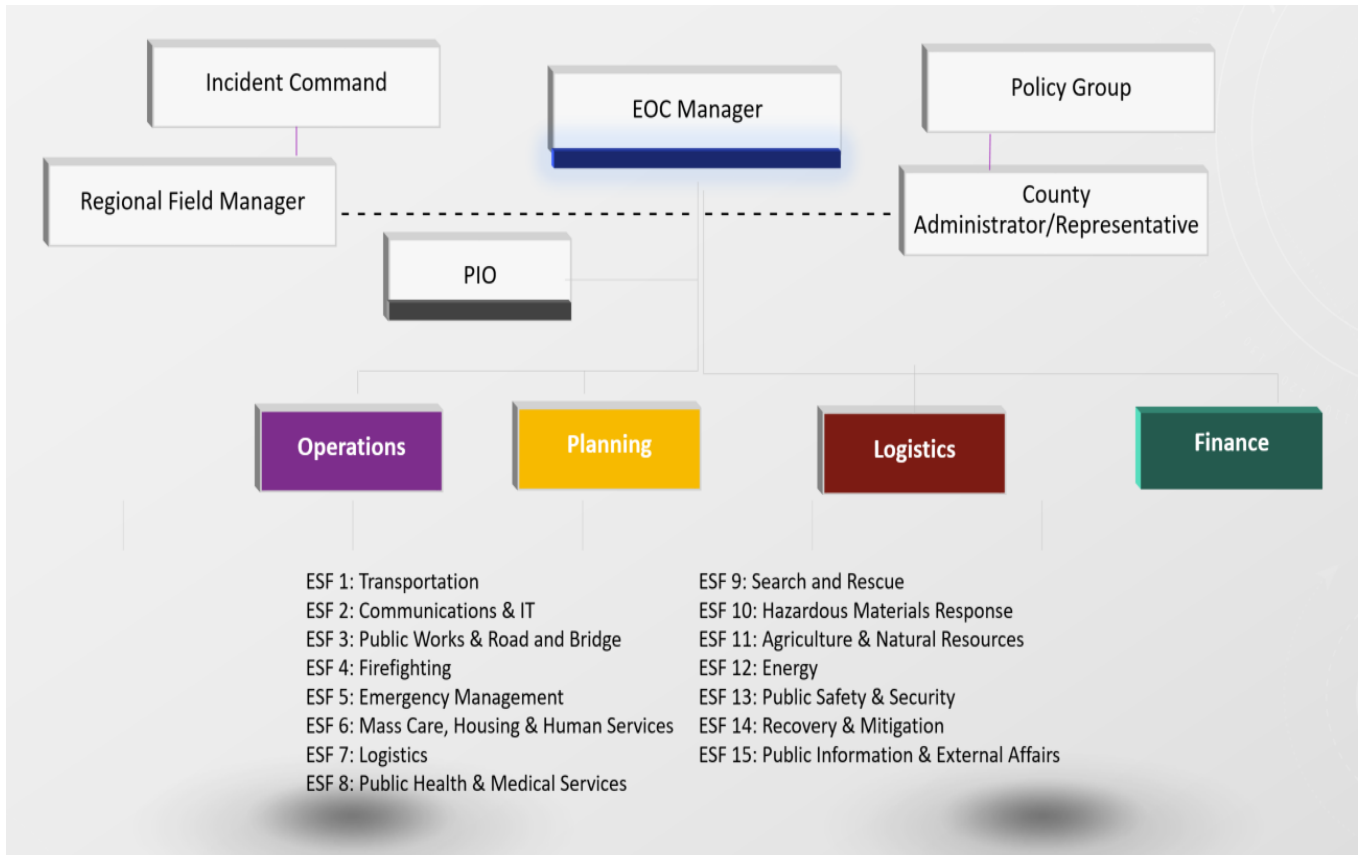 Incident Command
EOC Manager
Policy Group
Regional Field Manager
County
Administrator/Representative
PIO
Operations
Planning
Logistics
Finance
ESF 1: Transportation
ESF 2: Communications & IT
ESF 3: Public Works & Road and Bridge
ESF 4: Firefighting
ESF 5: Emergency Management
ESF 6: Mass Care, Housing & Human Services
ESF 7: Logistics
ESF 8: Public Health & Medical Services
ESF 9: Search and Rescue
ESF 10: Hazardous Materials Response
ESF 11: Agriculture & Natural Resources
ESF 12: Energy
ESF 13: Public Safety & Security
ESF 14: Recovery & Mitigation
ESF 15: Public Information & External Affairs